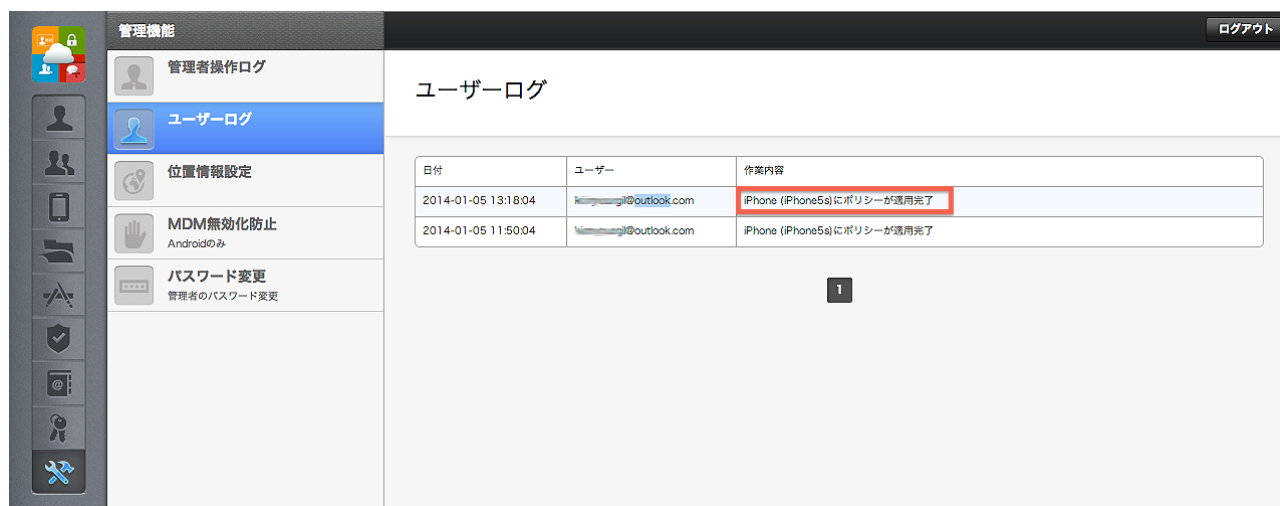 管理機能
ログアウト
管理者操作ログ
ユーザーログ
位置情報設定
MDM無効化防止
Androidのみ
パスワード変更
管理者のパスワード変更
ユーザーログ
日付 ユーザー 作業内容
2014-01-05 13:18:04 @outlook.com iPhone (iPhone5s)にポリシーが適用完了
2014-01-05 11:50:04 @outlook.com iPhone (iPhone5s)にポリシーが適用完了
1